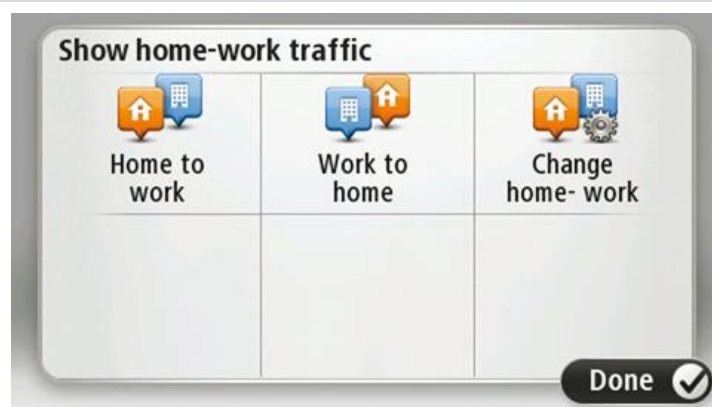 Show home-work traffic
Home to
work
Work to
home
Change
home- work
Done